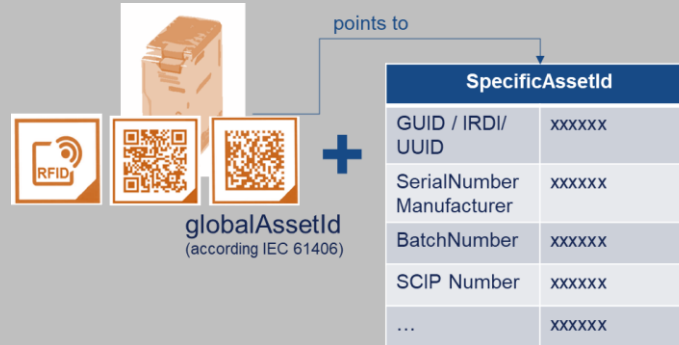 points to
SpecificAssetId
GUID / IRDI/ xxxxxx
UUID
SerialNumber xxxxxx
Manufacturer
BatchNumber xxxxxx
SCIP Number xxxxxx
... xxxxxx
RFID
+
globalAssetId
(according IEC 61406)